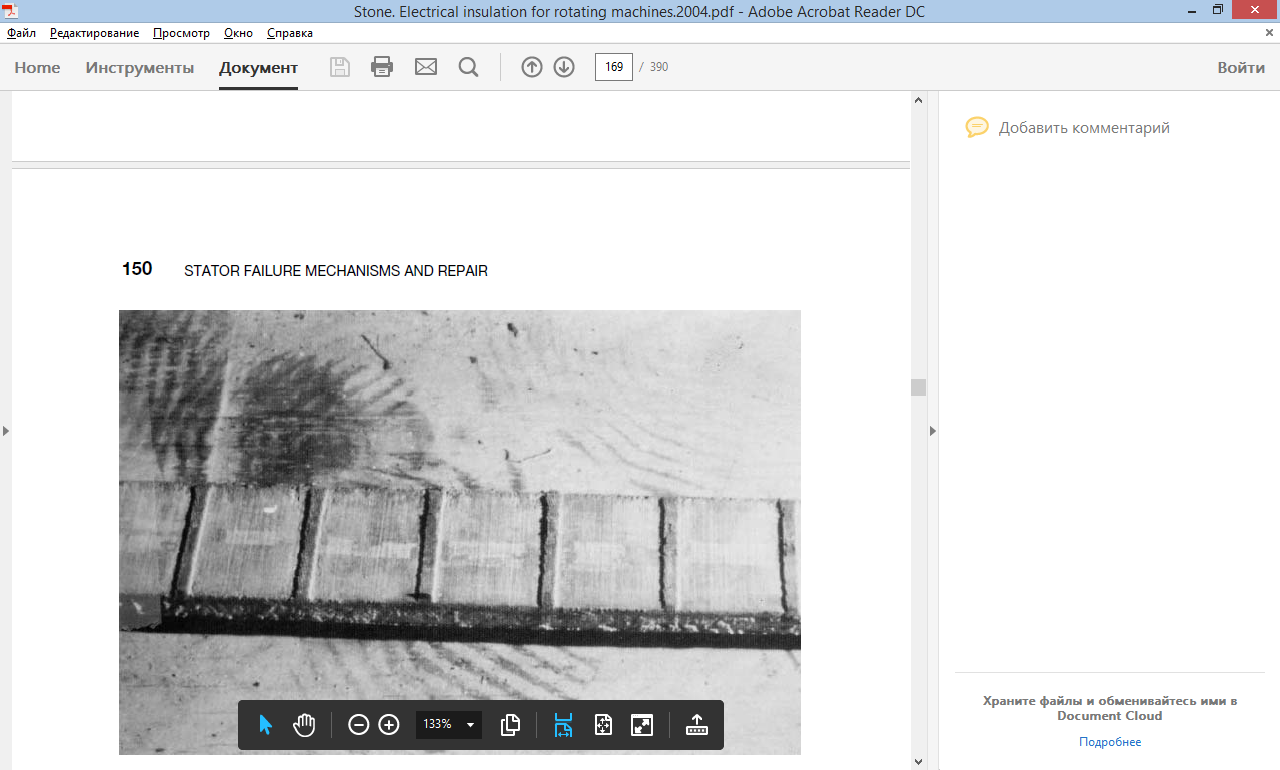 Stone. Electrical insulation for rotating machines.2004.pdf - Adobe Acrobat Reader DC
Файл Редактирование Просмотр Окно Справка
Home Инструменты Документ 169 / 390 Войти
Добавить комментарий
150 STATOR FAILURE MECHANISMS AND REPAIR
Храните файлы и обменивайтесь ими в
Document Cloud
Подробнее
133%